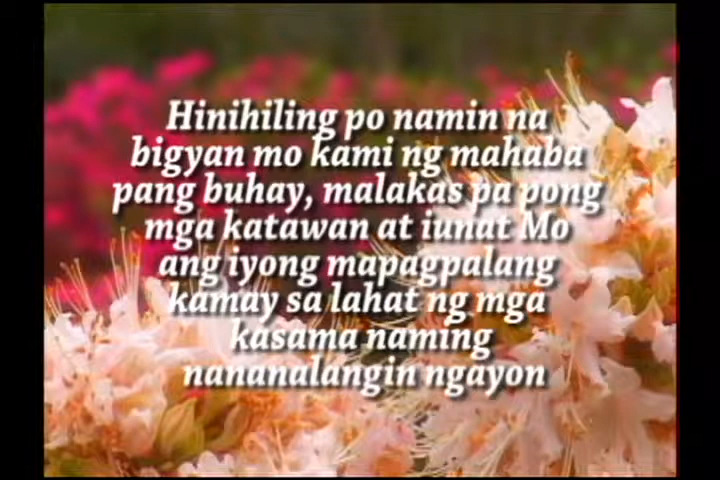 Hinihiling po namin na
bigyan mo kami ng mahaba
pang buhay, malakas pa pong
mga katawan at iunat Mo
ang iyong mapagpalang
kamay sa lahat ng mga
kasama naming
nananalangin ngayon